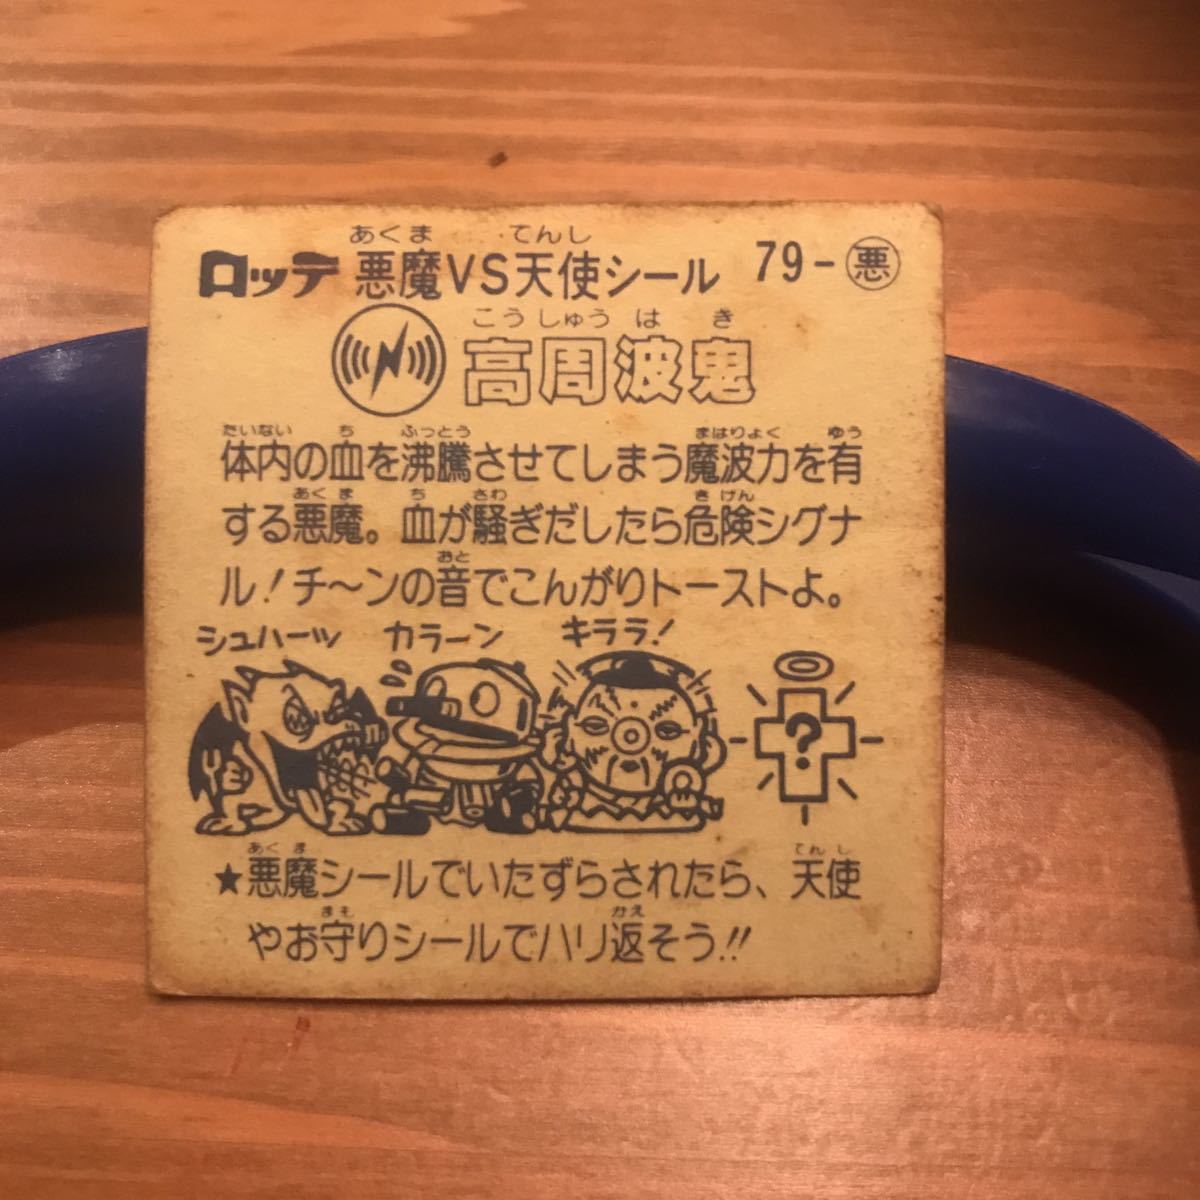 あくま てんし
ロッテ 悪魔VS天使シール 79-悪
こうしゅうはき
高周波鬼
たいない ち ふっとう まはりょく ゆう
体内の血を沸騰させてしまう魔波力を有
あくま ち さわ きけん
する悪魔。血が騒ぎだしたら危険シグナ
おと
ル!チ〜ンの音でこんがりトーストよ。
シュハーツ カラーン キララ!
?
あくま てんし
★悪魔シールでいたずらされたら、天使
まも かえ
やお守りシールでハリ返そう!!